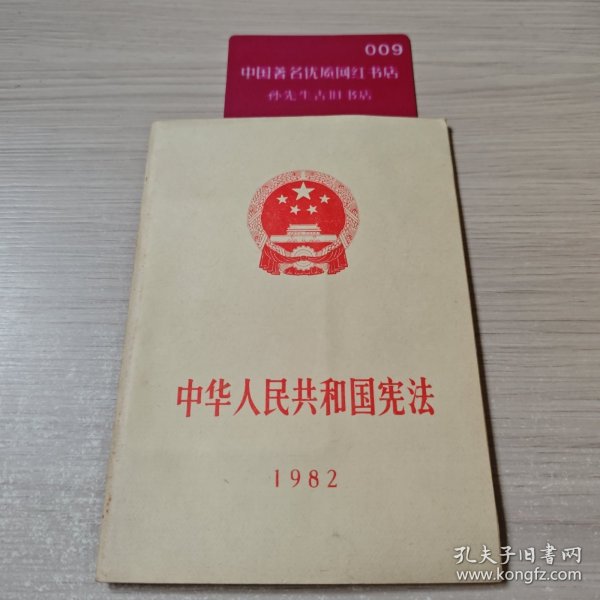 009
中国著名优质网红书店
孙先生古旧书店
中华人民共和国宪法
1982
孔夫子旧书网
www.kongfz.com